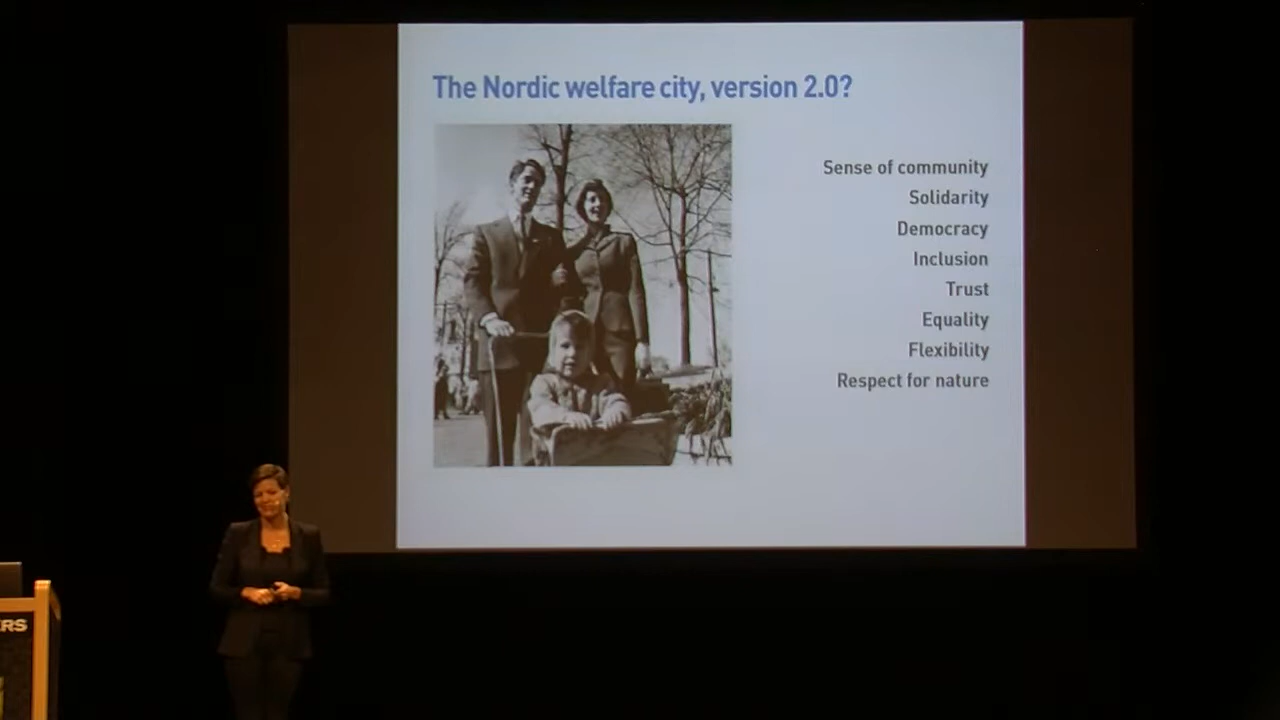 The Nordic welfare city, version 2.0?
Sense of community
Solidarity
Democracy
Inclusion
Trust
Equality
Flexibility
Respect for nature
ERS